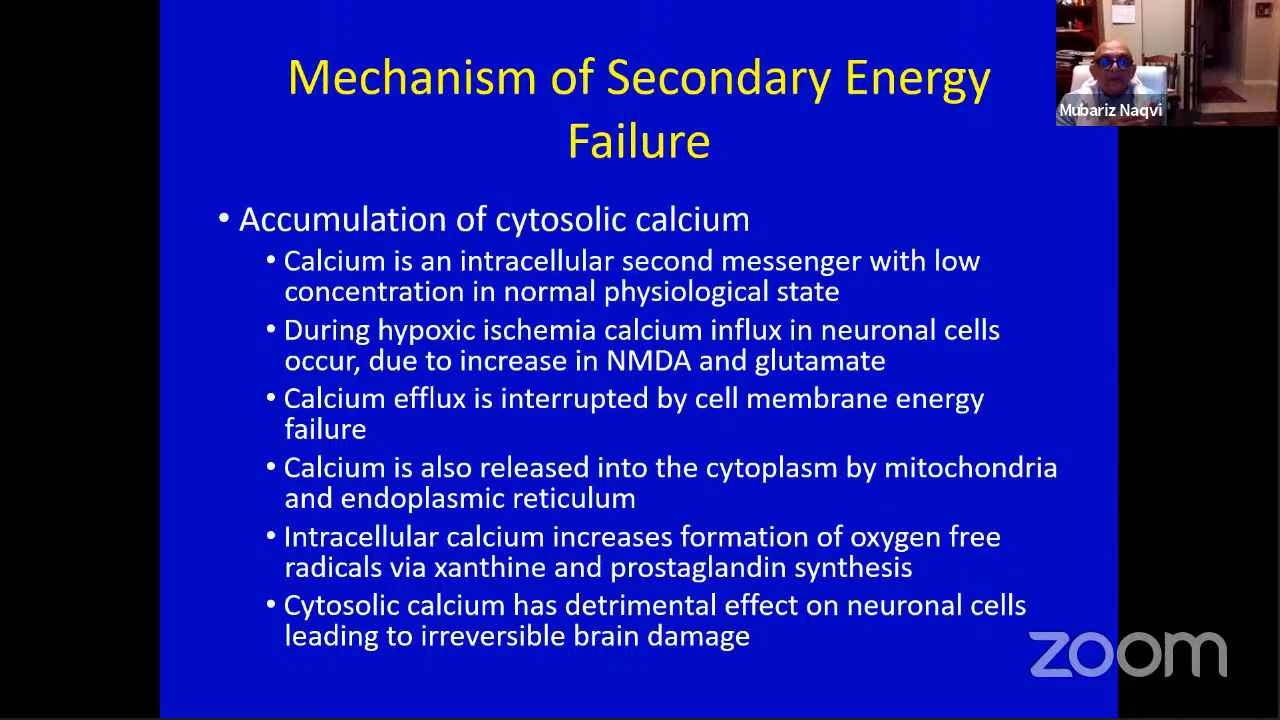 Mechanism of Secondary Energy
Failure
Mubariz Naqvi
• Accumulation of cytosolic calcium
• Calcium is an intracellular second messenger with low
concentration in normal physiological state
• During hypoxic ischemia calcium influx in neuronal cells
occur, due to increase in NMDA and glutamate
• Calcium efflux is interrupted by cell membrane energy
failure
• Calcium is also released into the cytoplasm by mitochondria
and endoplasmic reticulum
• Intracellular calcium increases formation of oxygen free
radicals via xanthine and prostaglandin synthesis
• Cytosolic calcium has detrimental effect on neuronal cells
leading to irreversible brain damage
zoom